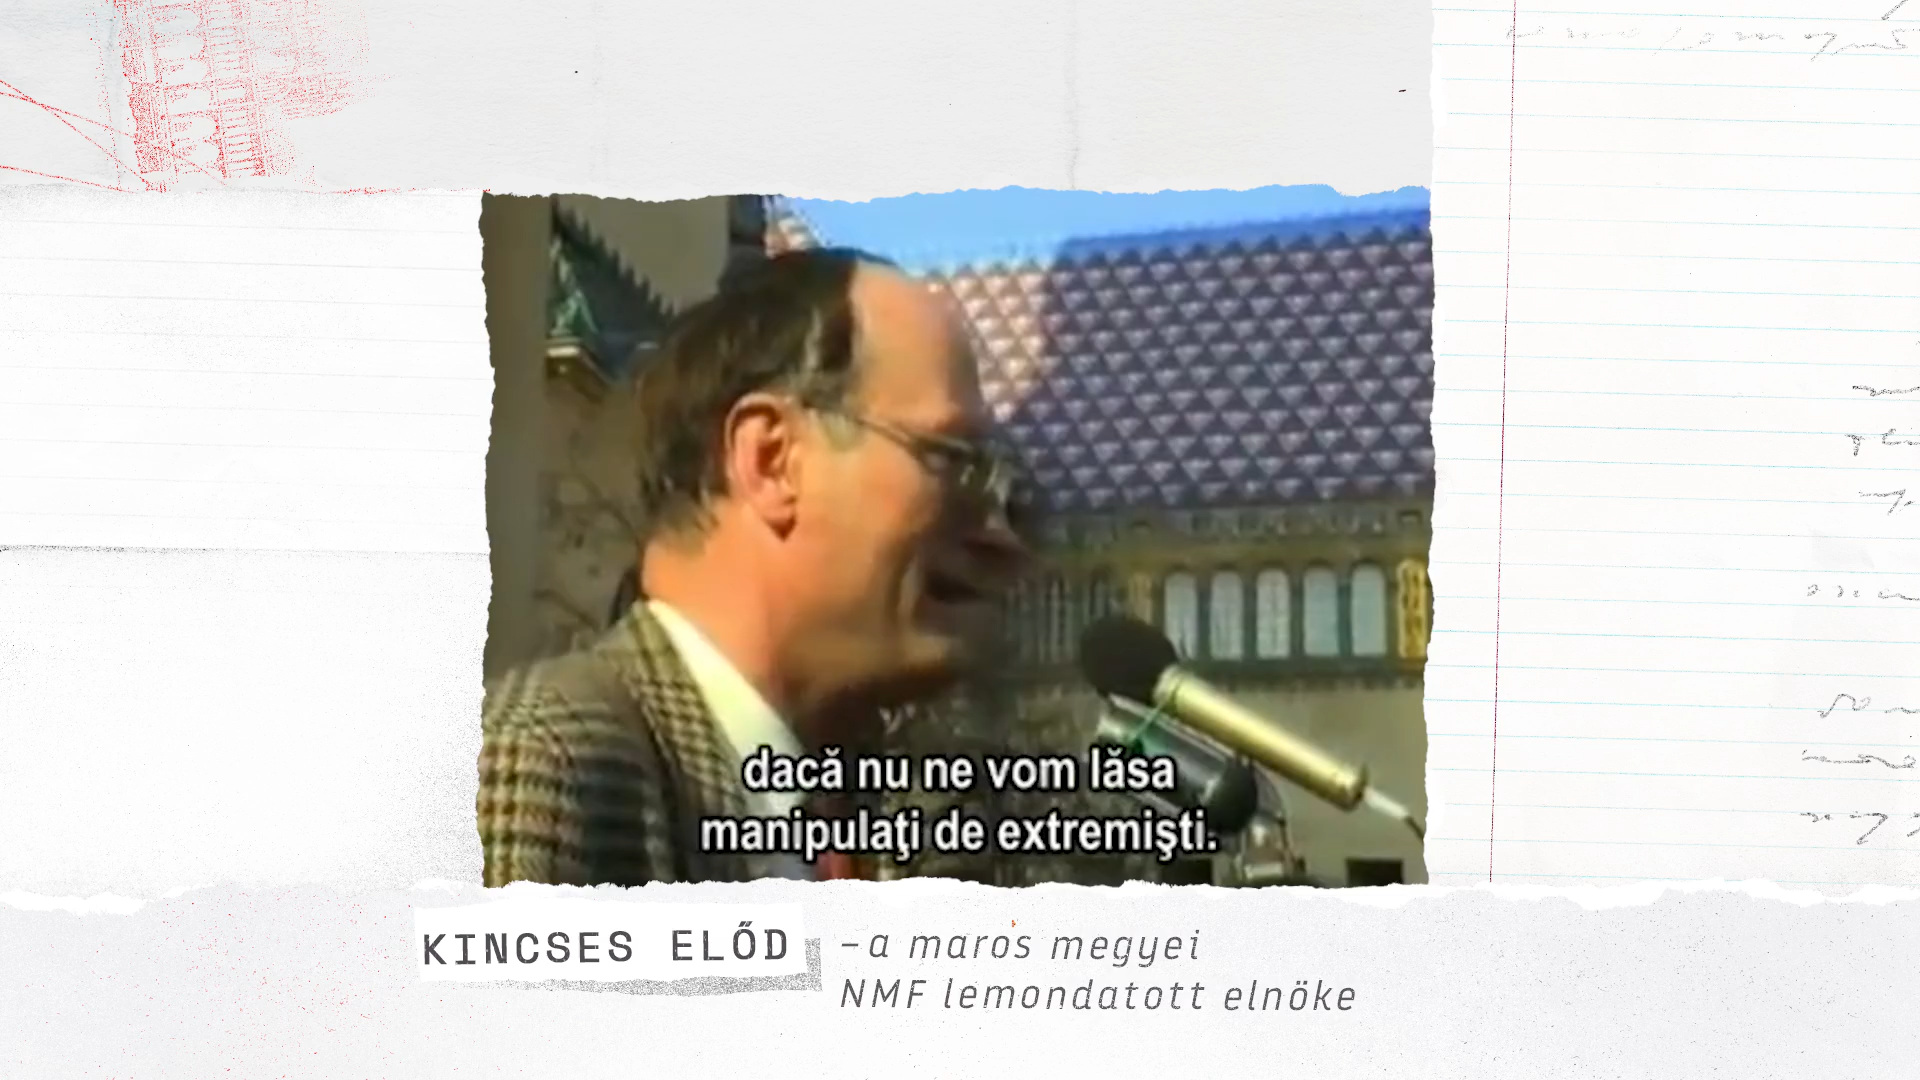 dacă nu ne vom lăsa
manipulaţi de extremişti.
KINCSES ELŐD
–a maros megyei
NMF lemondatott elnöke